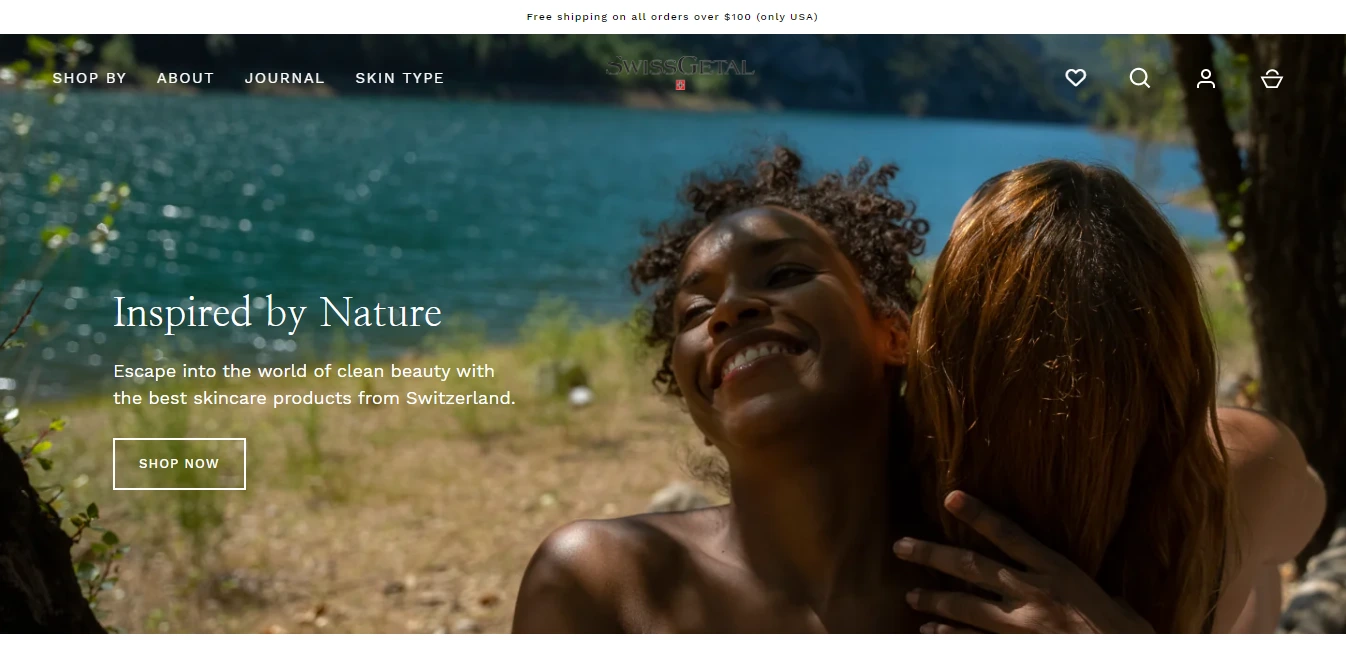 Free shipping on all orders over $100 (only USA)
SHOP BY ABOUT JOURNAL SKIN TYPE
SWISSGETAL
Inspired by Nature
Escape into the world of clean beauty with
the best skincare products from Switzerland.
SHOP NOW